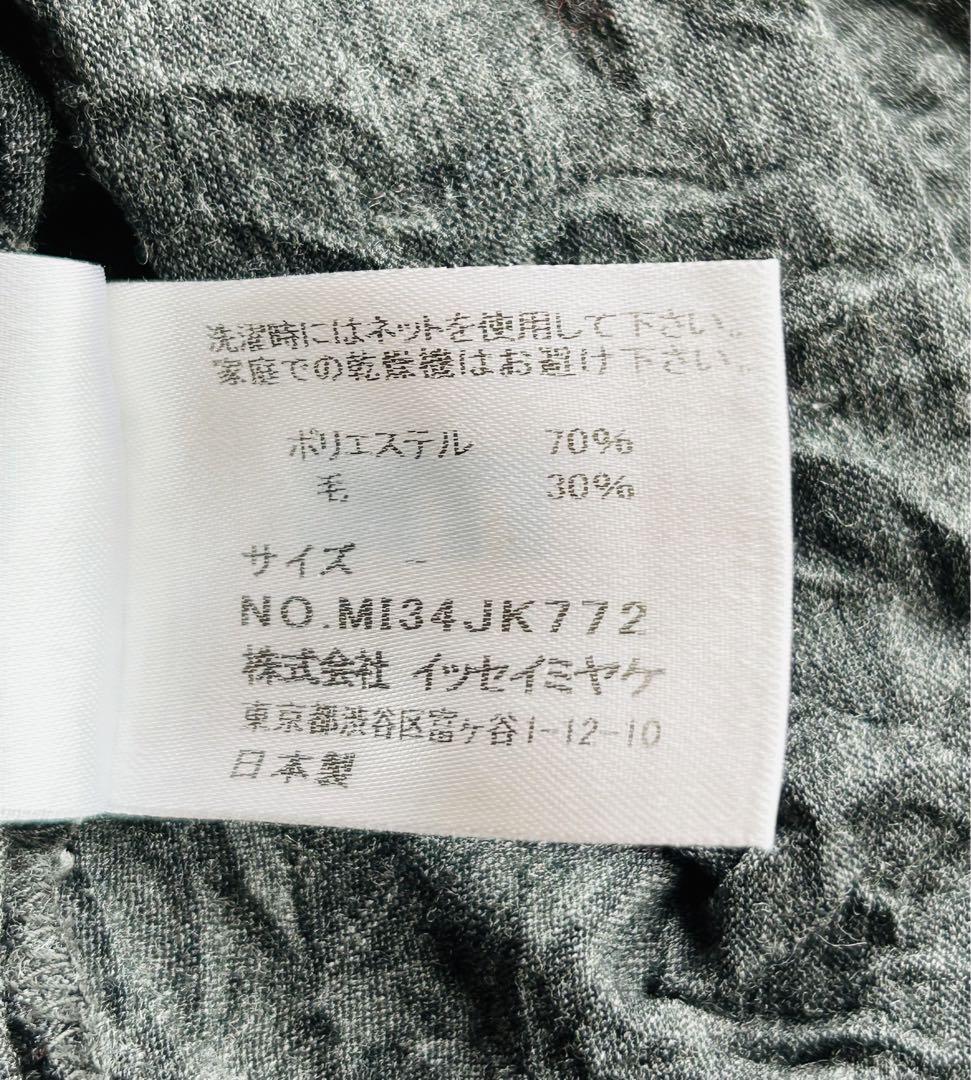 洗濯時にはネットを使用して下さい。
家庭での乾燥機はお避け下さい。
ポリエステル 70%
毛 30%
サイズ -
NO.MI34JK772
株式会社 イッセイミヤケ
東京都渋谷区富ヶ谷1-12-10
日本製